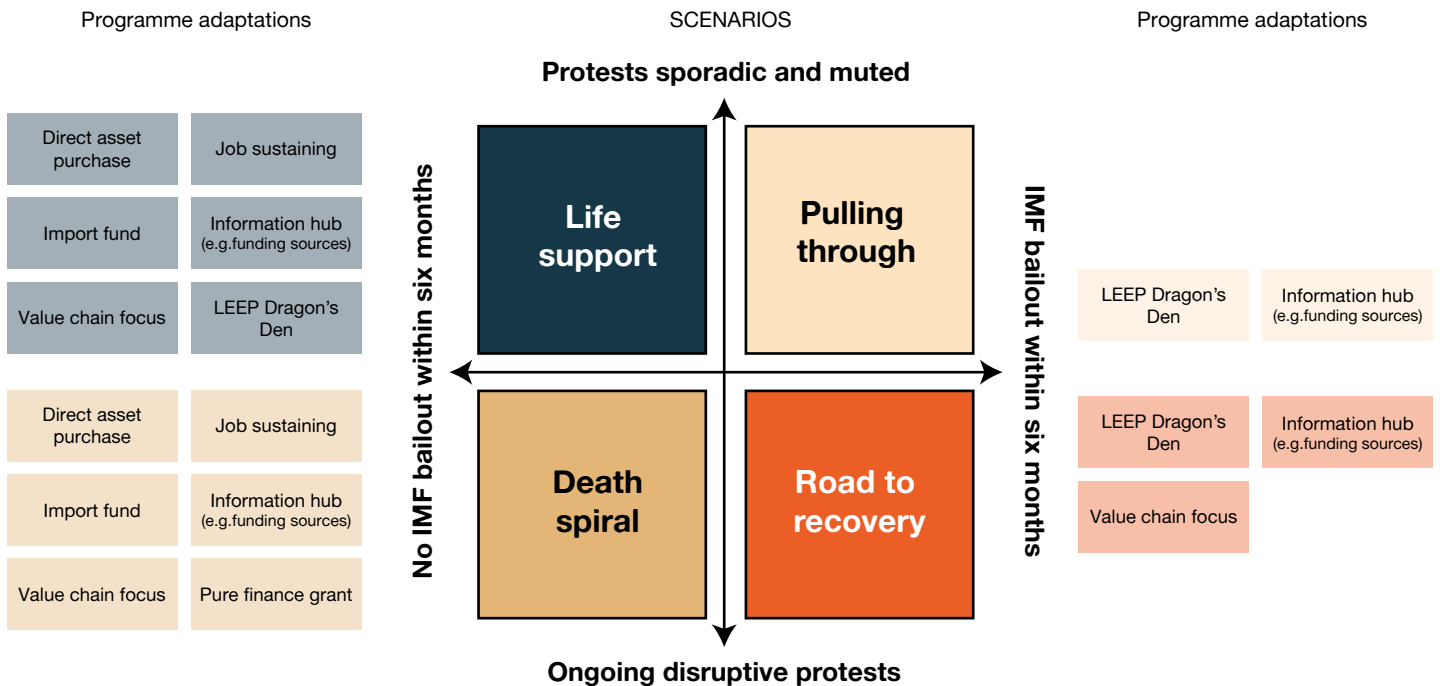 Programme adaptations
SCENARIOS
Programme adaptations
Protests sporadic and muted
Direct asset
purchase
Job sustaining
Import fund
Information hub
(e.g.funding sources)
Value chain focus
LEEP Dragon's
Den
Direct asset
purchase
Job sustaining
Import fund
Information hub
(e.g.funding sources)
Value chain focus
Pure finance grant
No IMF bailout within six months
Life
support
Pulling
through
Death
spiral
Road to
recovery
IMF bailout within six months
LEEP Dragon's
Den
Information hub
(e.g.funding sources)
LEEP Dragon's
Den
Information hub
(e.g.funding sources)
Value chain focus
Ongoing disruptive protests